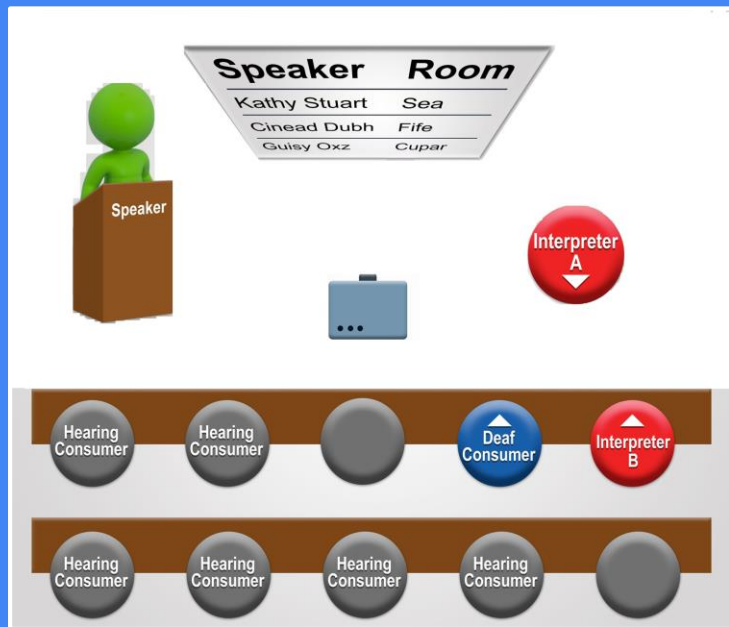 Speaker Room
Kathy Stuart Sea
Cinead Dubh Fife
Guisy Oxz Cupar
Speaker
Interpreter
A
Hearing
Consumer
Hearing
Consumer
Deaf
Consumer
Interpreter
B
Hearing
Consumer
Hearing
Consumer
Hearing
Consumer
Hearing
Consumer